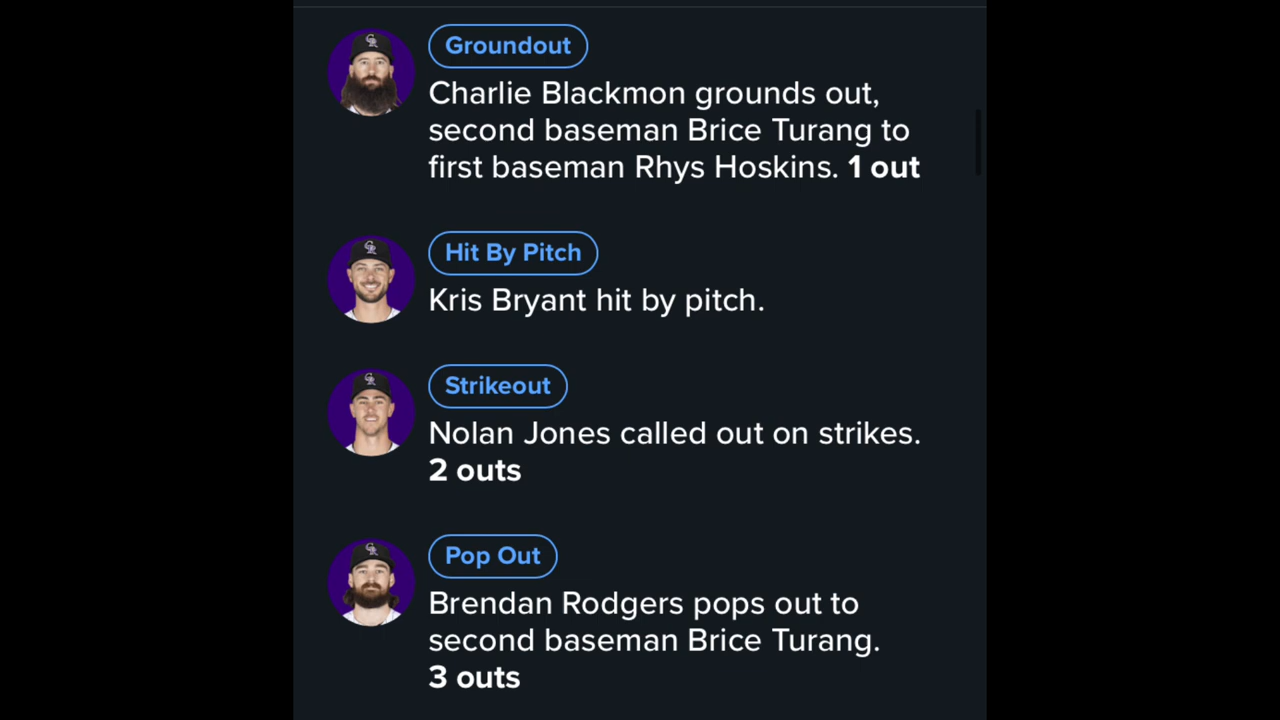 Groundout
Charlie Blackmon grounds out,
second baseman Brice Turang to
first baseman Rhys Hoskins. 1 out
Hit By Pitch
Kris Bryant hit by pitch.
Strikeout
Nolan Jones called out on strikes.
2 outs
Pop Out
Brendan Rodgers pops out to
second baseman Brice Turang.
3 outs